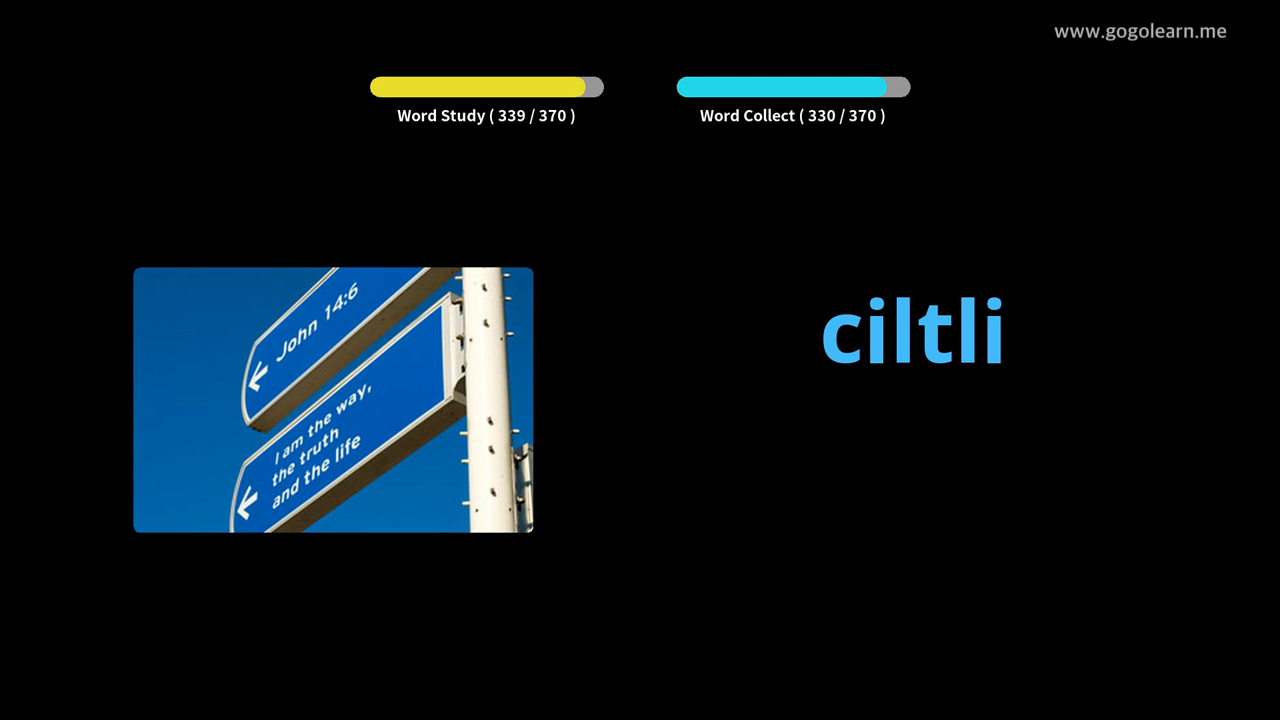 www.gogolearn.me
Word Study ( 339 / 370 )
Word Collect ( 330 / 370 )
John 14:6
I am the way,
the truth
and the life
ciltli